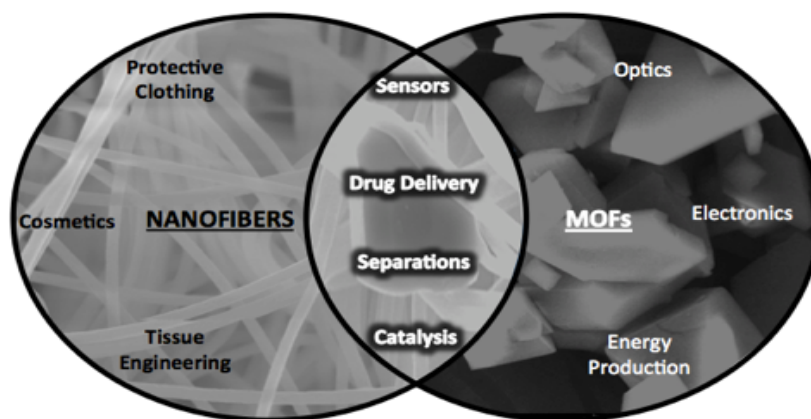 Protective
Clothing
Cosmetics
NANOFIBERS
Tissue
Engineering
Sensors
Drug Delivery
Separations
Catalysis
Optics
MOFs
Electronics
Energy
Production